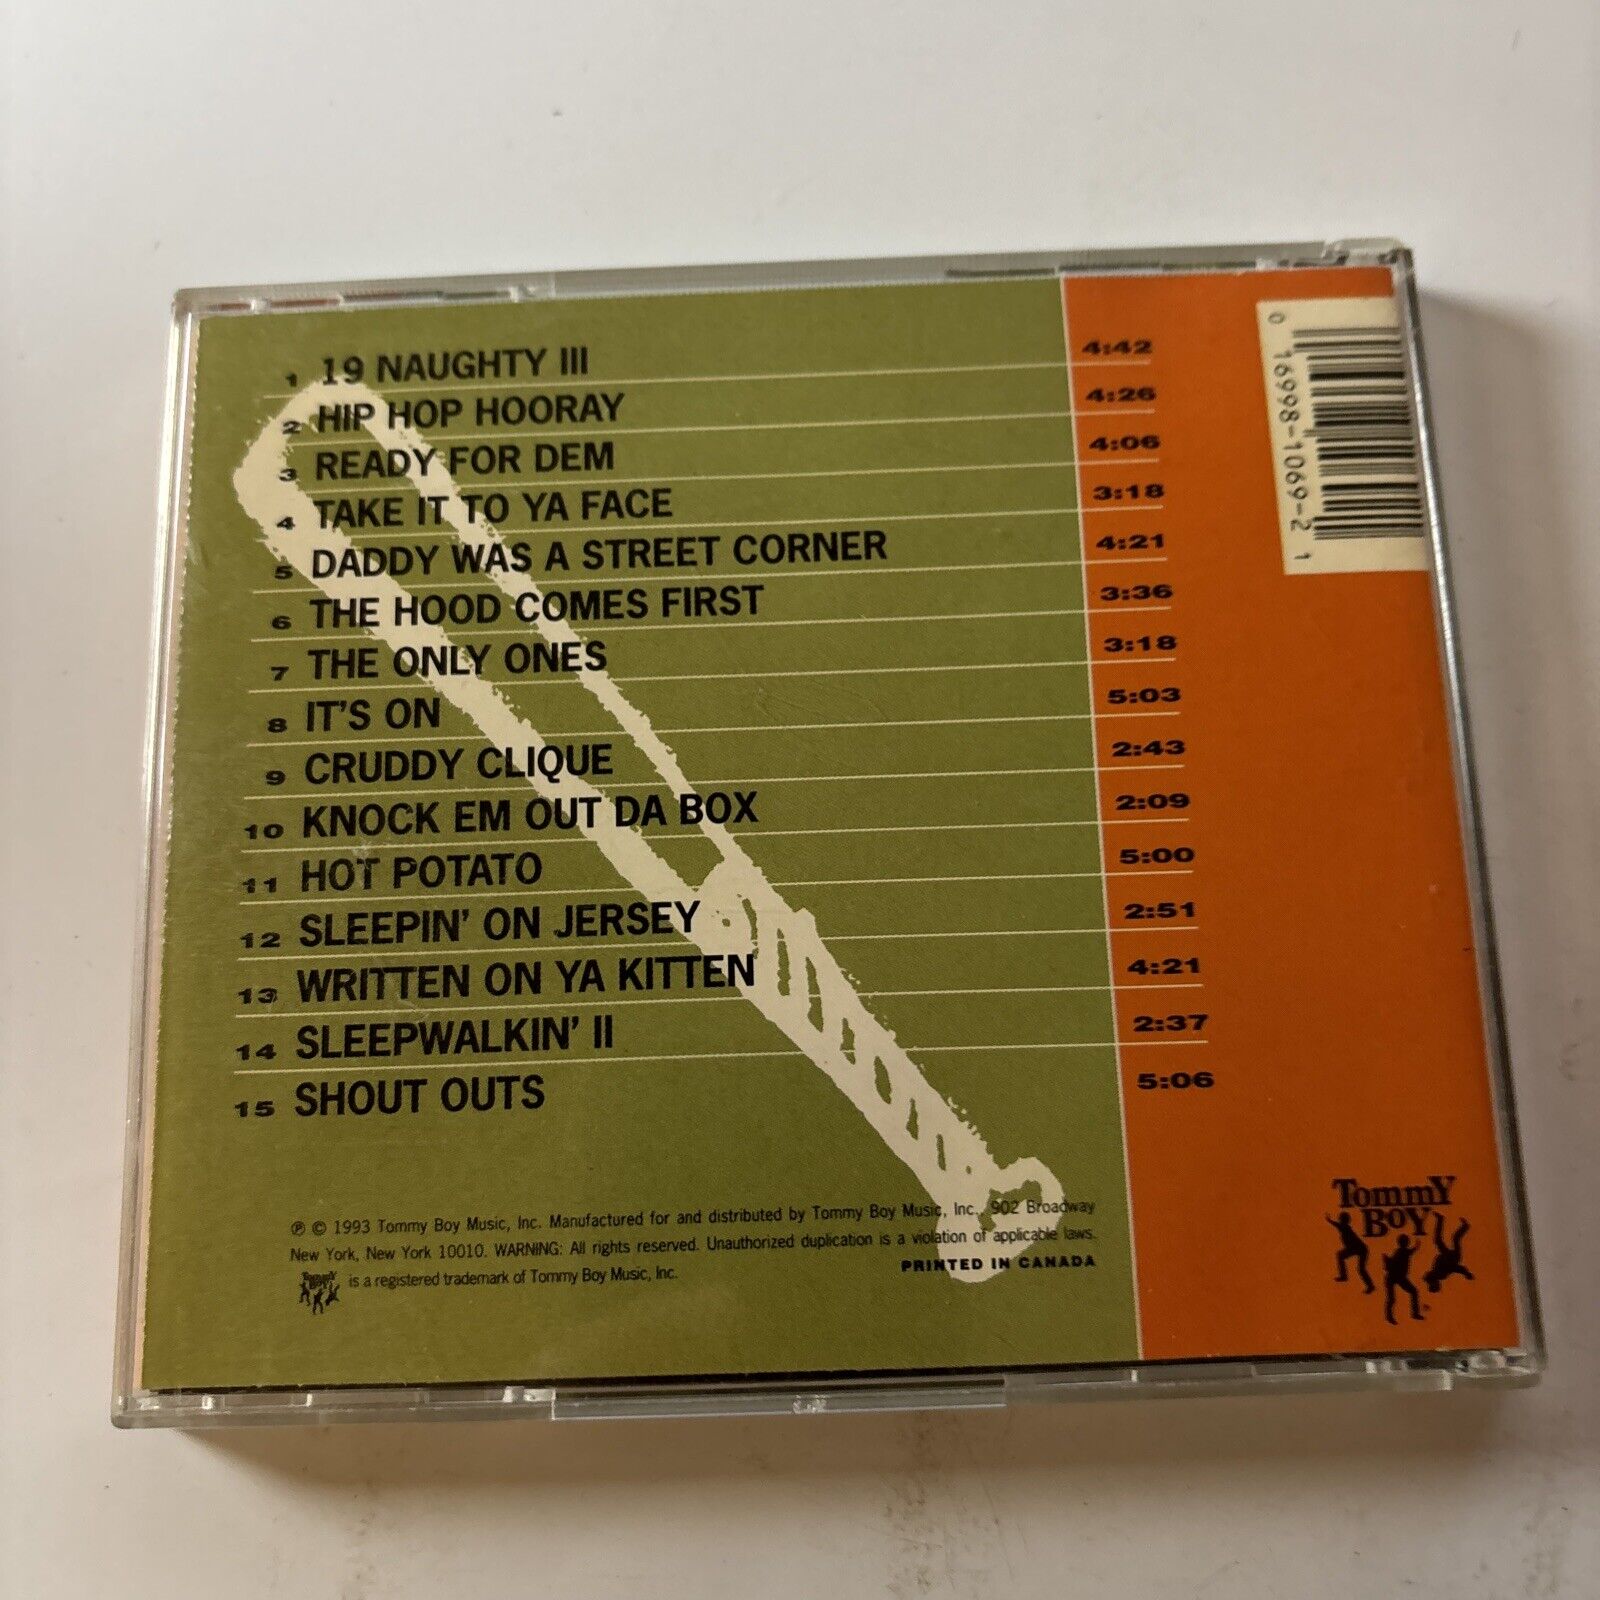 1 19 NAUGHTY III 4:42
2 HIP HOP HOORAY 4:26
3 READY FOR DEM 4:06
4 TAKE IT TO YA FACE 3:18
5 DADDY WAS A STREET CORNER 4:21
6 THE HOOD COMES FIRST 3:36
7 THE ONLY ONES 3:18
8 IT'S ON 5:03
9 CRUDDY CLIQUE 2:43
10 KNOCK EM OUT DA BOX 2:09
11 HOT POTATO 5:00
12 SLEEPIN' ON JERSEY 2:51
13 WRITTEN ON YA KITTEN 4:21
14 SLEEPWALKIN' II 2:37
15 SHOUT OUTS 5:06
0 16998-1069-2 1
℗ © 1993 Tommy Boy Music, Inc. Manufactured for and distributed by Tommy Boy Music, Inc., 902 Broadway
New York, New York 10010. WARNING: All rights reserved. Unauthorized duplication is a violation of applicable laws.
TOMMY BOY is a registered trademark of Tommy Boy Music, Inc. PRINTED IN CANADA
TommY
BoY